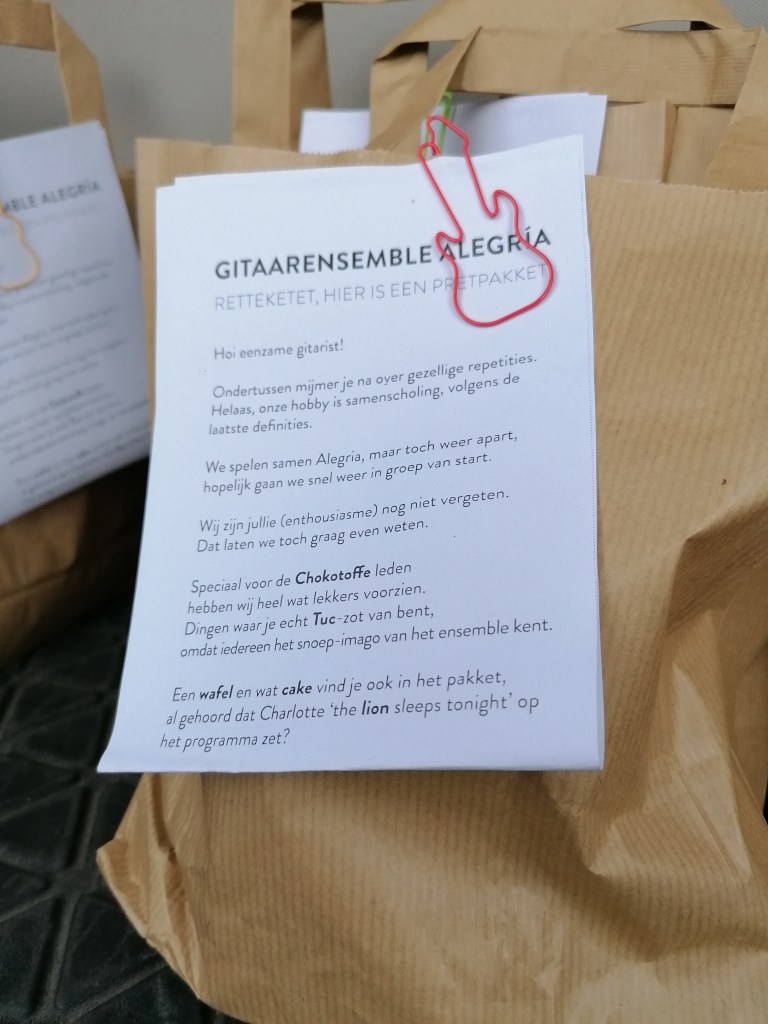 GITAARENSEMBLE ALEGRÍA
RETTEKETET, HIER IS EEN PRETPAKKET
Hoi eenzame gitarist!
Ondertussen mijmer je na over gezellige repetities.
Helaas, onze hobby is samenscholing, volgens de
laatste definities.
We spelen samen Alegria, maar toch weer apart,
hopelijk gaan we snel weer in groep van start.
Wij zijn jullie (enthousiasme) nog niet vergeten.
Dat laten we toch graag even weten.
Speciaal voor de Chokotoffe leden
hebben wij heel wat lekkers voorzien.
Dingen waar je echt Tuc-zot van bent,
omdat iedereen het snoep-imago van het ensemble kent.
Een wafel en wat cake vind je ook in het pakket,
al gehoord dat Charlotte 'the lion sleeps tonight' op
het programma zet?
ALEGRÍA